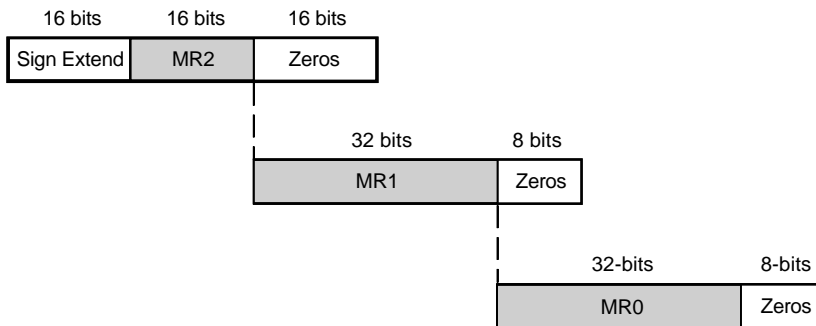 16 bits 16 bits 16 bits
Sign Extend MR2 Zeros
32 bits 8 bits
MR1 Zeros
32-bits 8-bits
MR0 Zeros